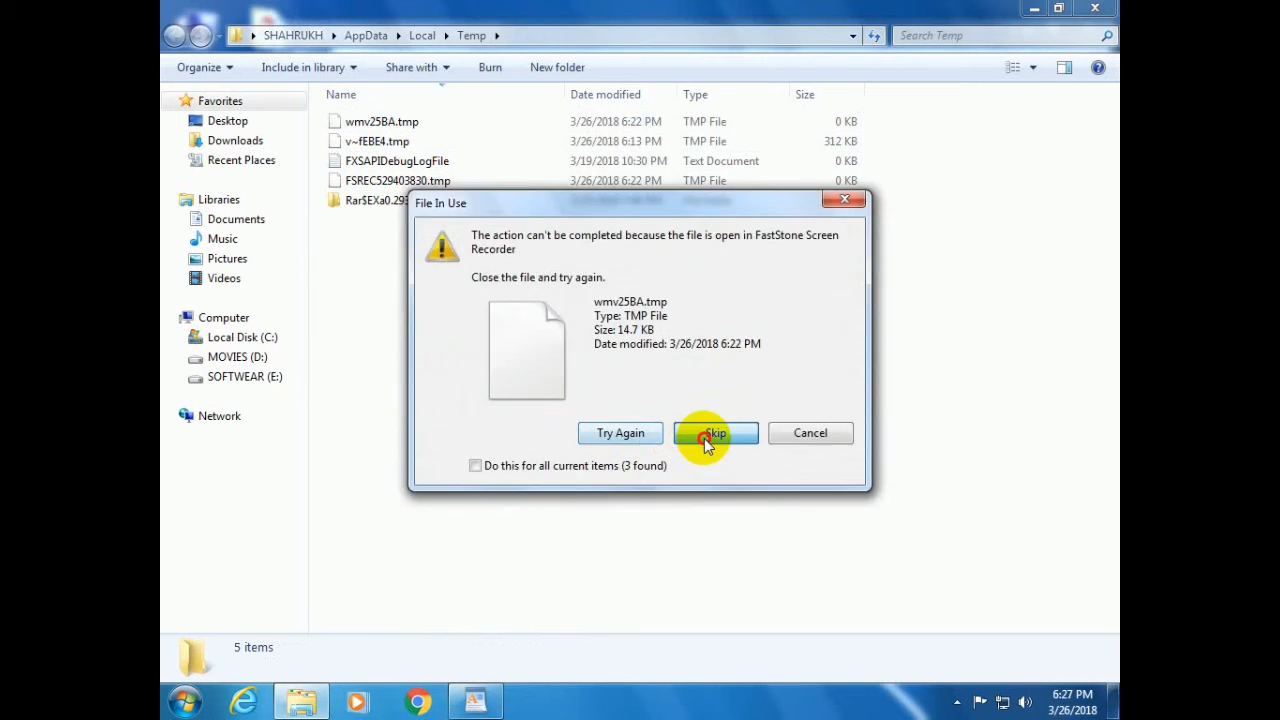 SHAHRUKH AppData Local Temp Search Temp
Organize Include in library Share with Burn New folder
Name Date modified Type Size
Favorites
Desktop
Downloads
Recent Places
Libraries
Documents
Music
Pictures
Videos
Computer
Local Disk (C:)
MOVIES (D:)
SOFTWEAR (E:)
Network
wmv25BA.tmp 3/26/2018 6:22 PM TMP File 0 KB
v~fEBE4.tmp 3/26/2018 6:13 PM TMP File 312 KB
FXSAPIDebugLogFile 3/19/2018 10:30 PM Text Document 0 KB
FSREC529403830.tmp 3/26/2018 6:22 PM TMP File 0 KB
Rar$EXa0.29
File In Use
The action can't be completed because the file is open in FastStone Screen
Recorder
Close the file and try again.
wmv25BA.tmp
Type: TMP File
Size: 14.7 KB
Date modified: 3/26/2018 6:22 PM
Try Again Skip Cancel
Do this for all current items (3 found)
5 items
6:27 PM
3/26/2018